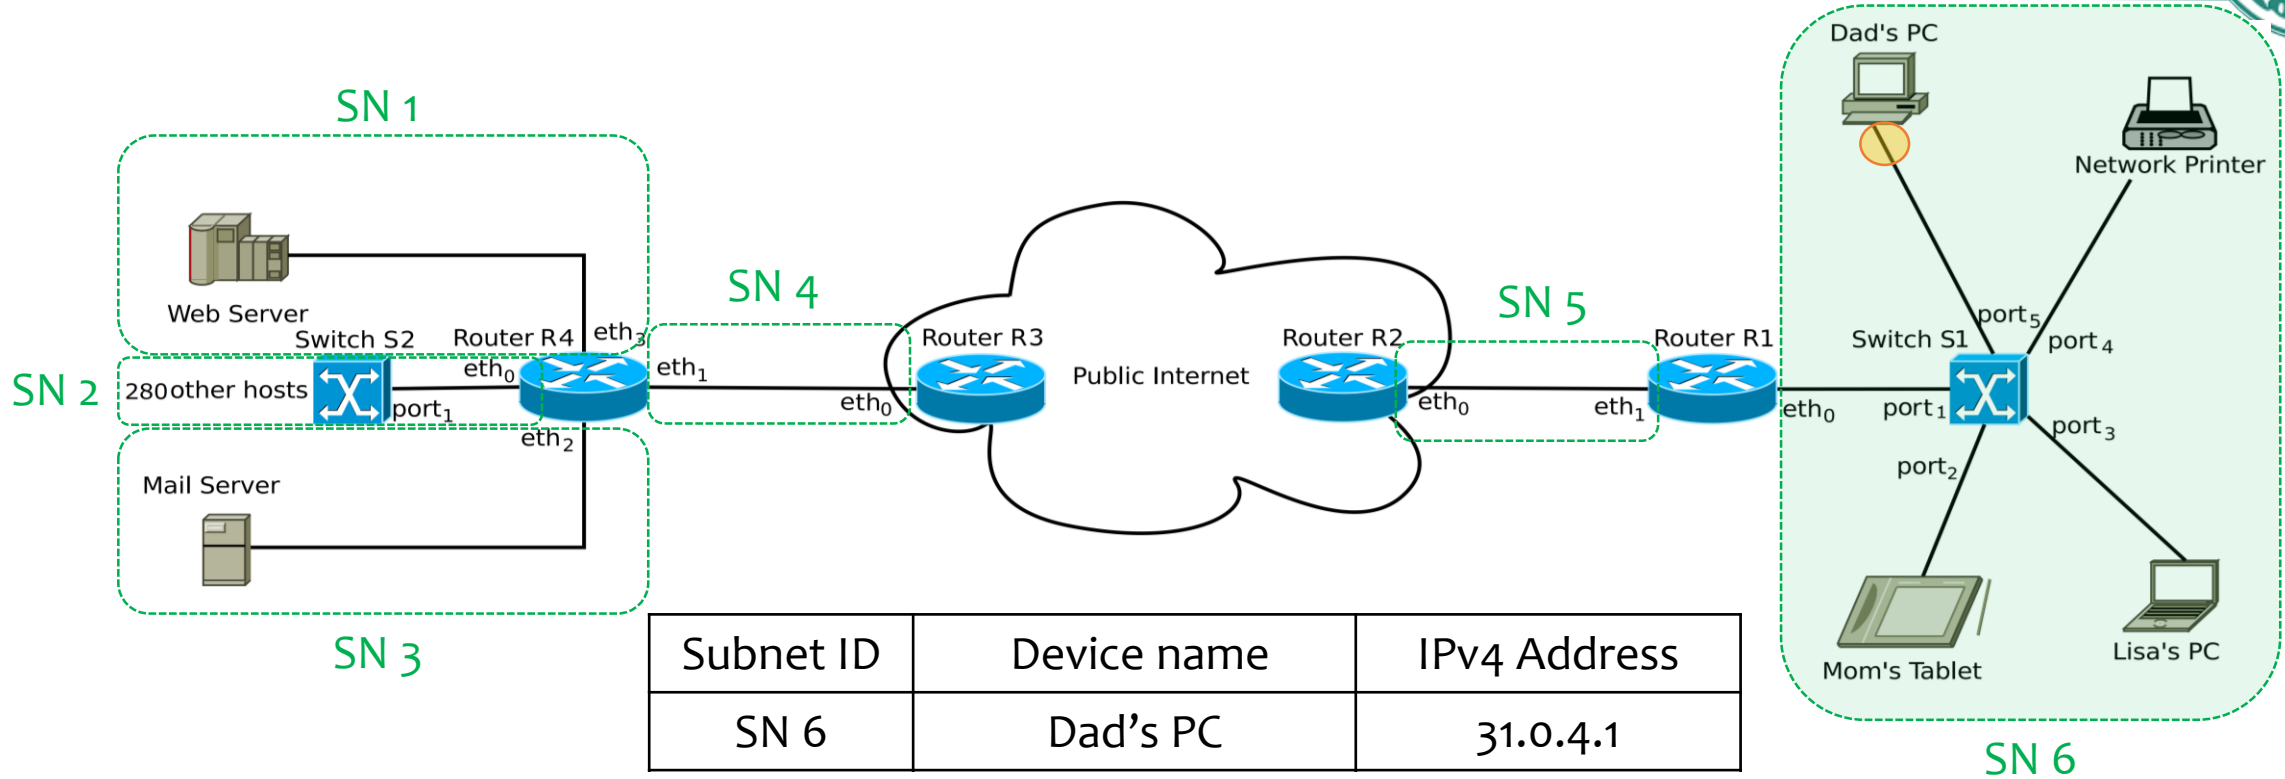 SN 1
Web Server
Switch S2
Router R4
eth3
eth0
SN 2
280 other hosts
port1
eth2
Mail Server
SN 3
SN 4
eth1
eth0
Router R3
Public Internet
Router R2
SN 5
eth0
eth1
Router R1
eth0
Dad's PC
Network Printer
port5
port4
Switch S1
port1
port3
port2
Mom's Tablet
Lisa's PC
SN 6
Subnet ID Device name IPv4 Address
SN 6 Dad’s PC 31.0.4.1